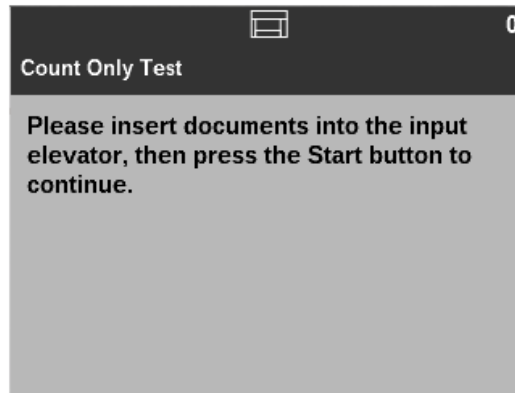 0
Count Only Test
Please insert documents into the input
elevator, then press the Start button to
continue.